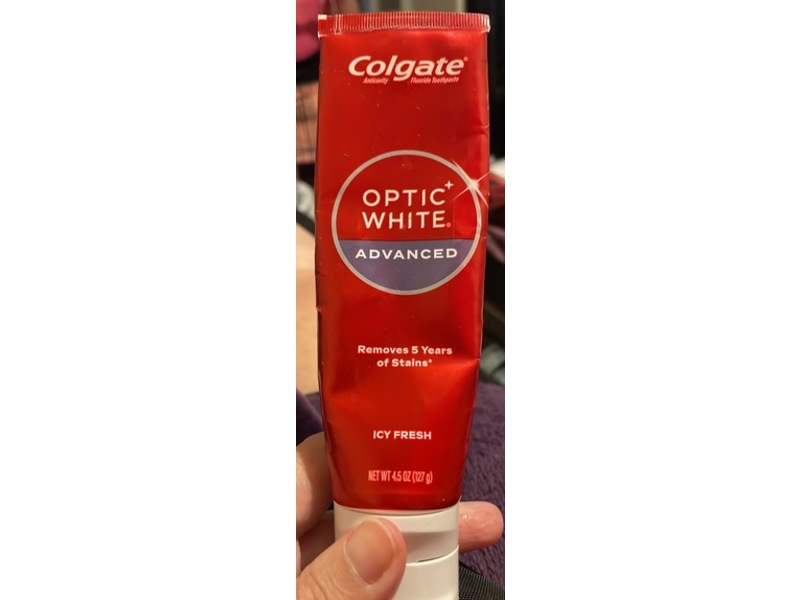 Colgate®
Anticavity Fluoride Toothpaste
OPTIC
WHITE®
ADVANCED
Removes 5 Years
of Stains*
ICY FRESH
NET WT 4.5 OZ (127 g)